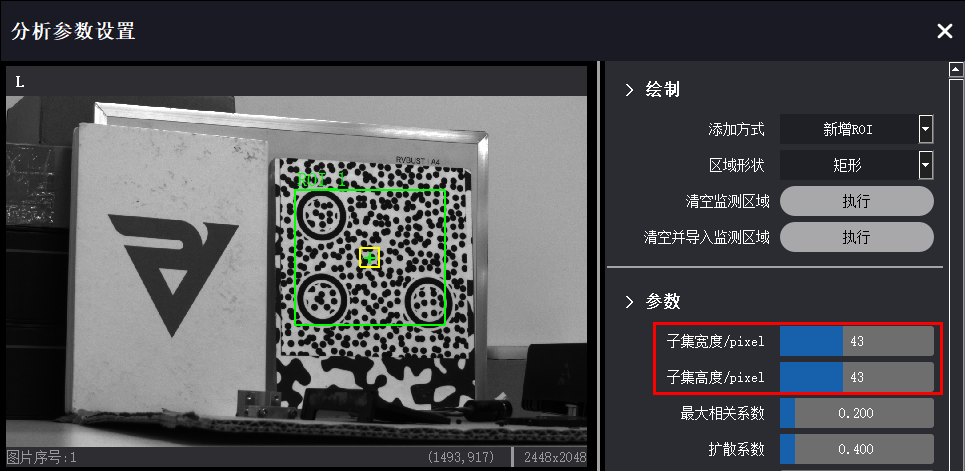 分析参数设置
L
RVBUST | A4
ROI_1
图片序号:1
(1493,917)
2448x2048
绘制
添加方式 新增ROI
区域形状 矩形
清空监测区域 执行
清空并导入监测区域 执行
参数
子集宽度/pixel 43
子集高度/pixel 43
最大相关系数 0.200
扩散系数 0.400